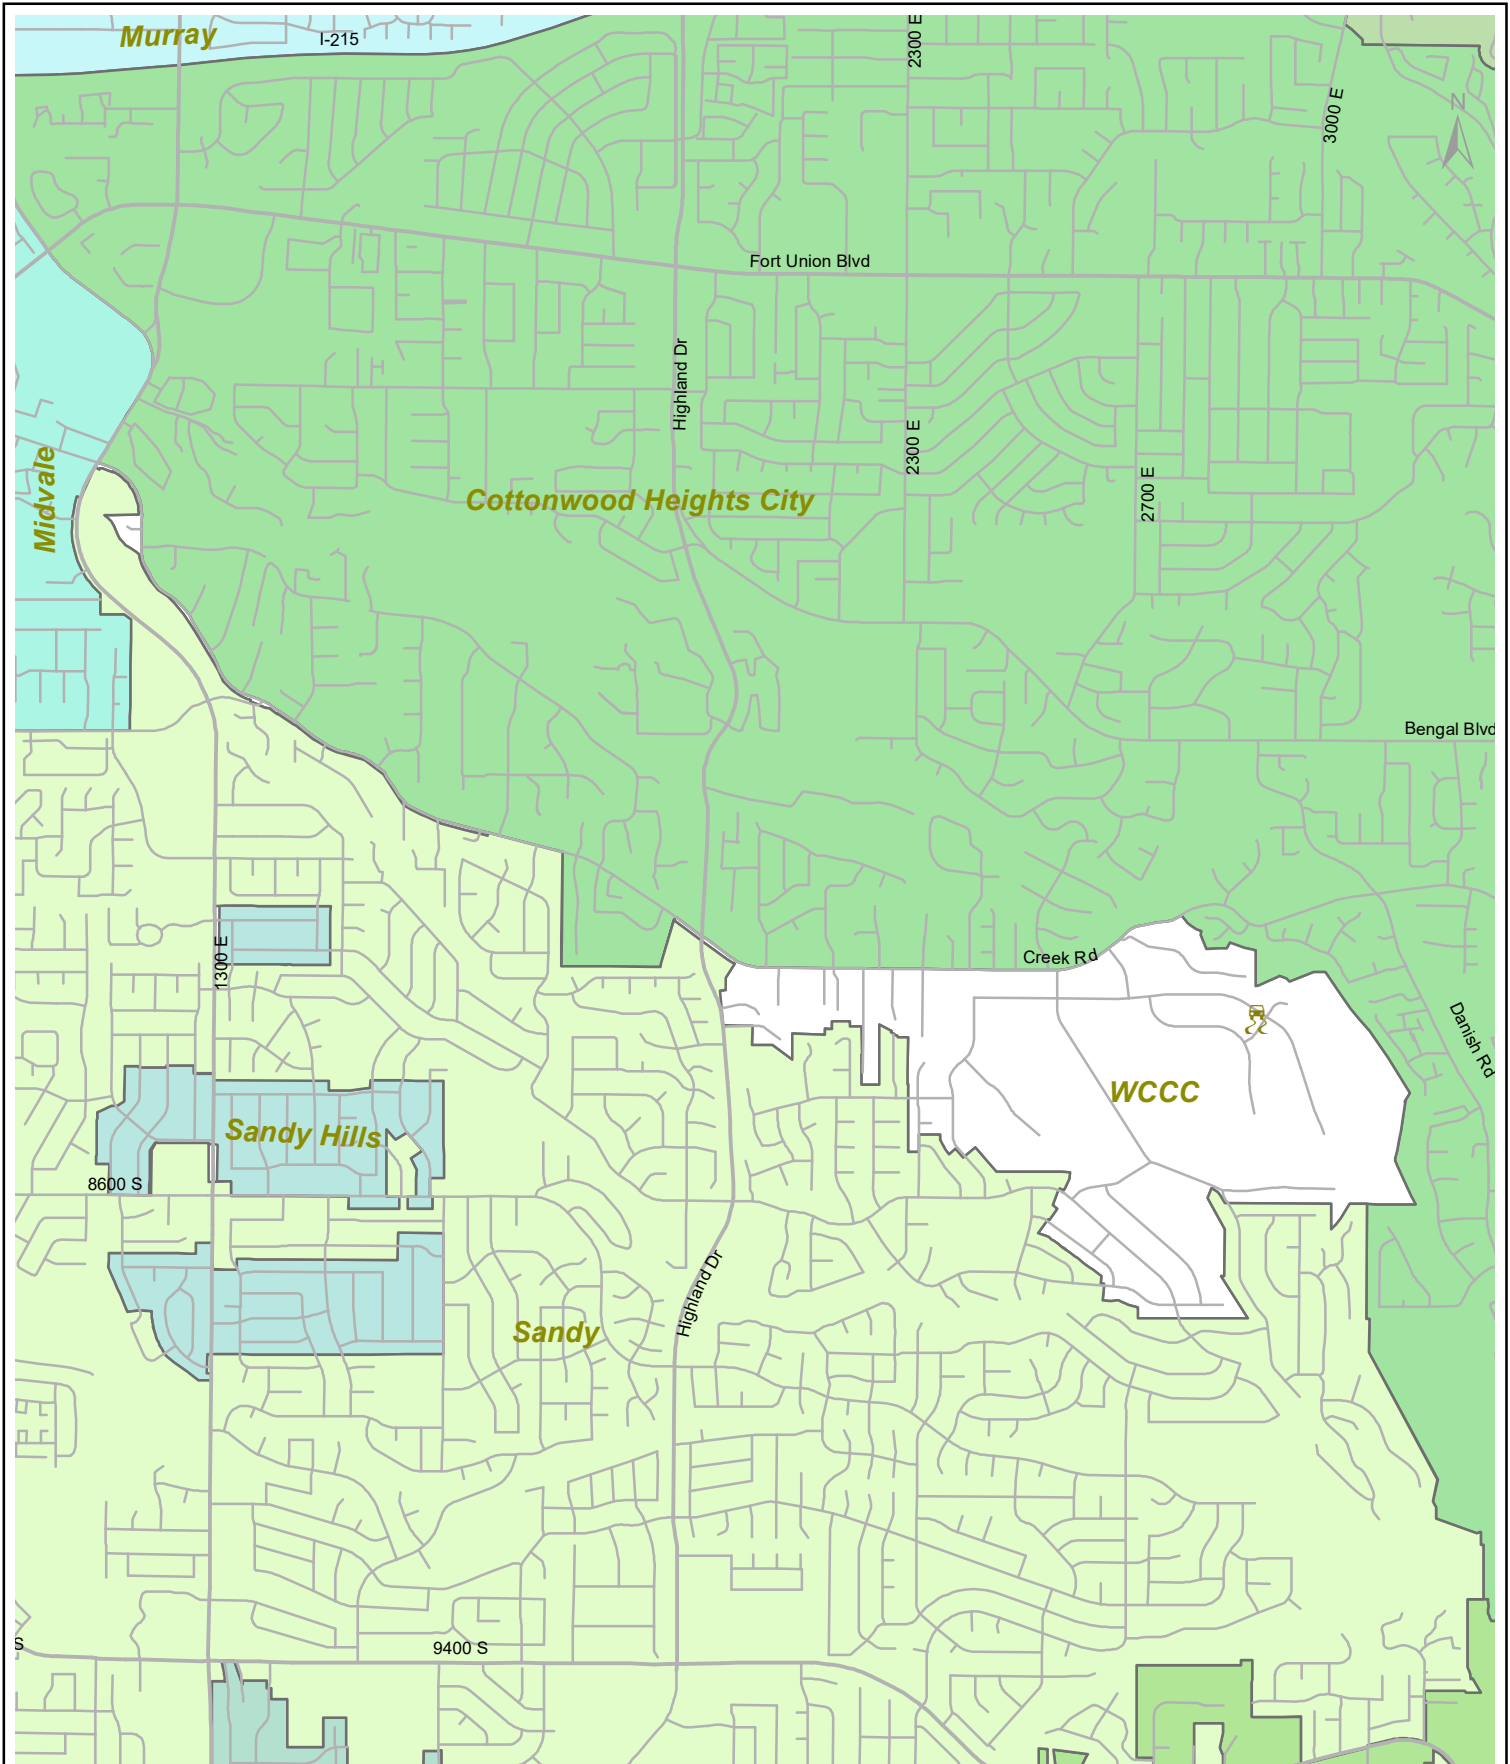 Murray
I-215
2300 E
3000 E
N
Fort Union Blvd
Highland Dr
2300 E
2700 E
Midvale
Cottonwood Heights City
Bengal Blvd
1300 E
Creek Rd
Danish Rd
WCCC
Sandy Hills
8600 S
Highland Dr
Sandy
9400 S
S